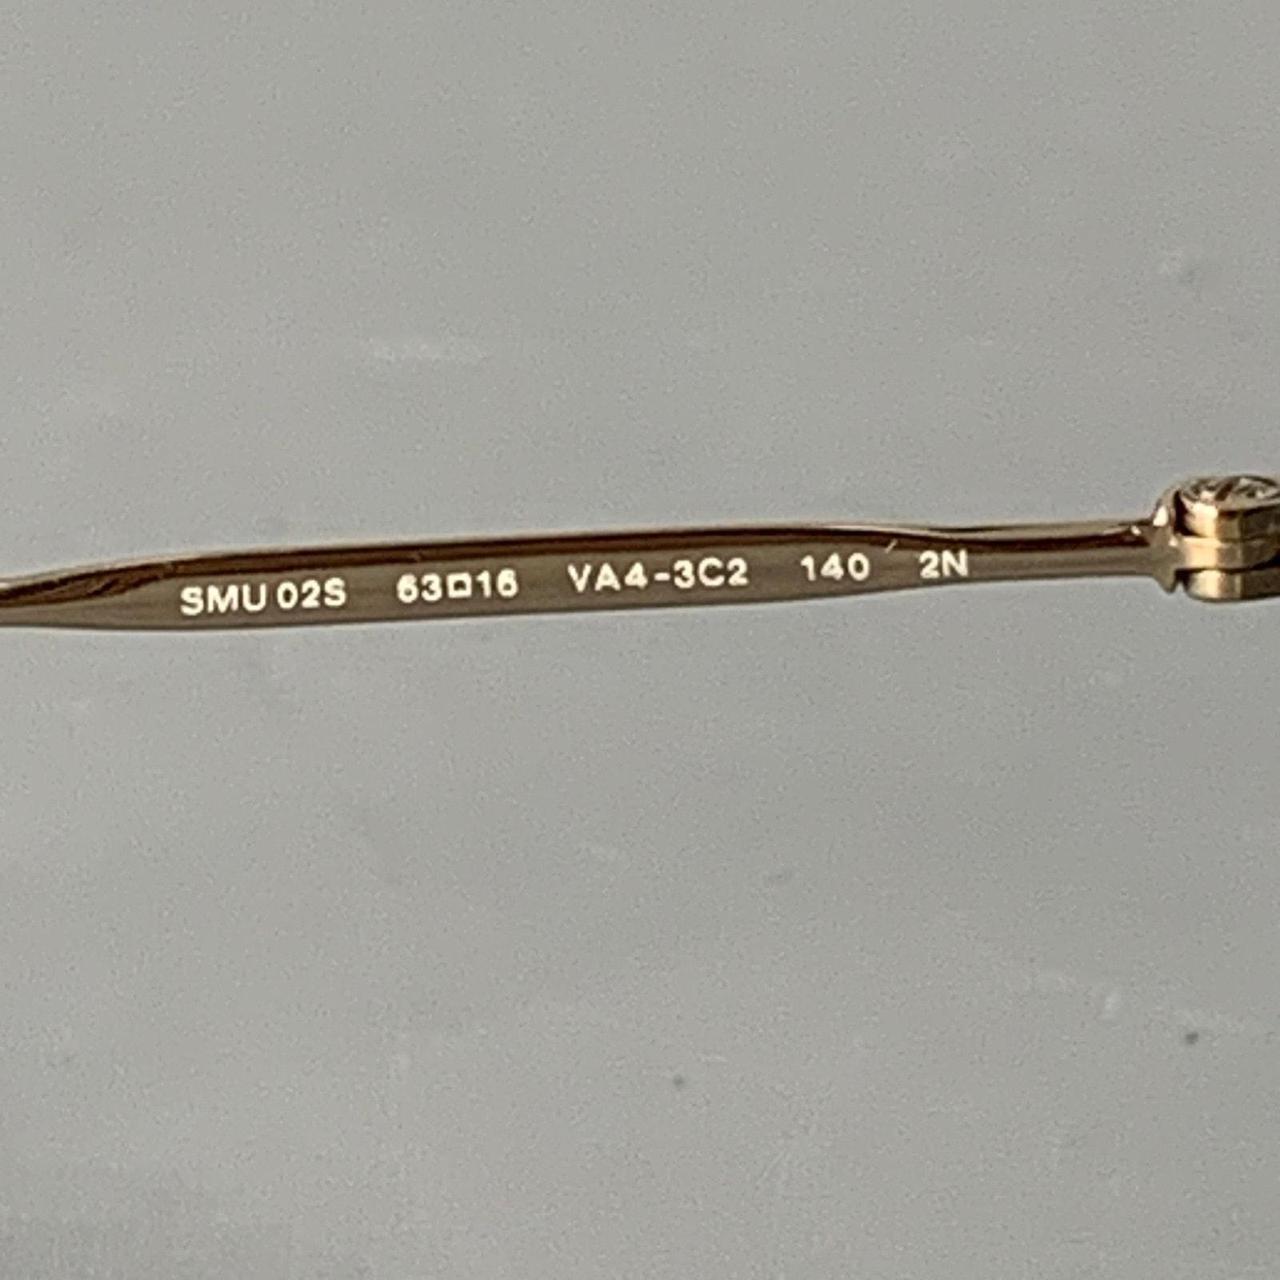 SMU 02S 63□16 VA4-3C2 140 2N